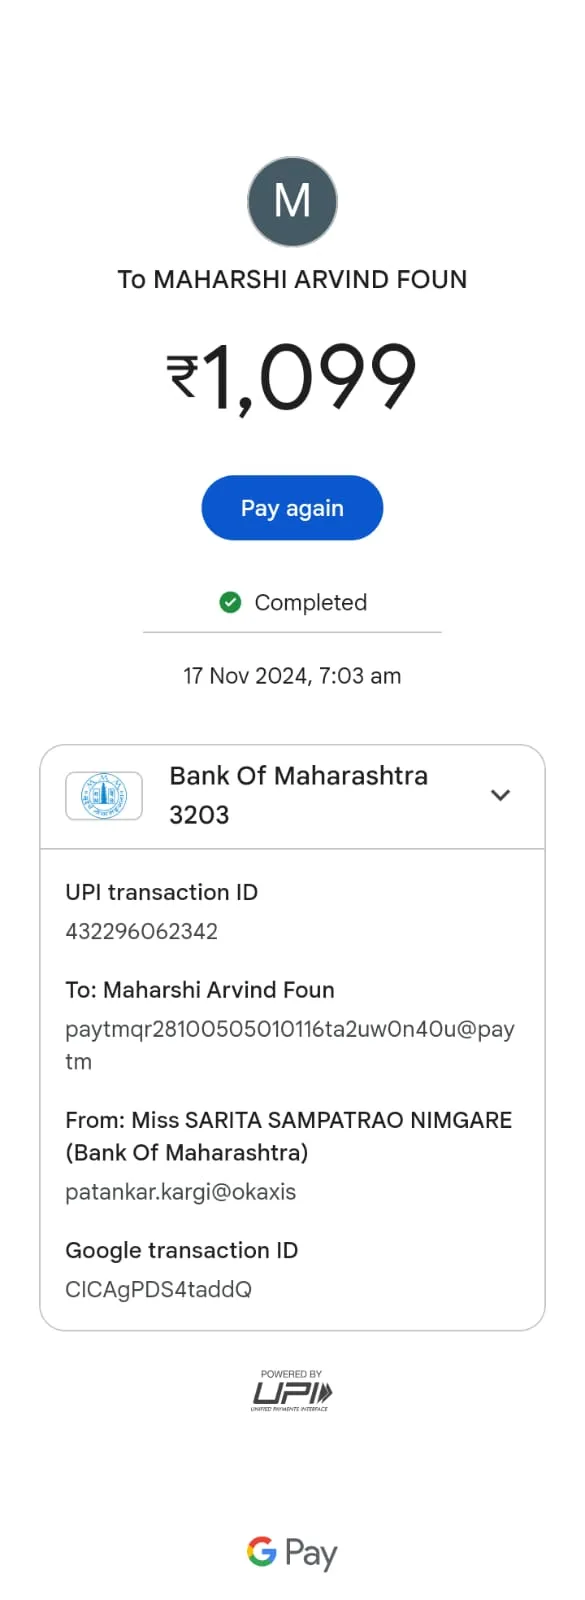 M
To MAHARSHI ARVIND FOUN
₹1,099
Pay again
Completed
17 Nov 2024, 7:03 am
Bank Of Maharashtra
3203
UPI transaction ID
432296062342
To: Maharshi Arvind Foun
paytmqr28100505010116ta2uw0n40u@pay
tm
From: Miss SARITA SAMPATRAO NIMGARE
(Bank Of Maharashtra)
patankar.kargi@okaxis
Google transaction ID
CICAgPDS4taddQ
POWERED BY
UPI
UNIFIED PAYMENTS INTERFACE
G Pay